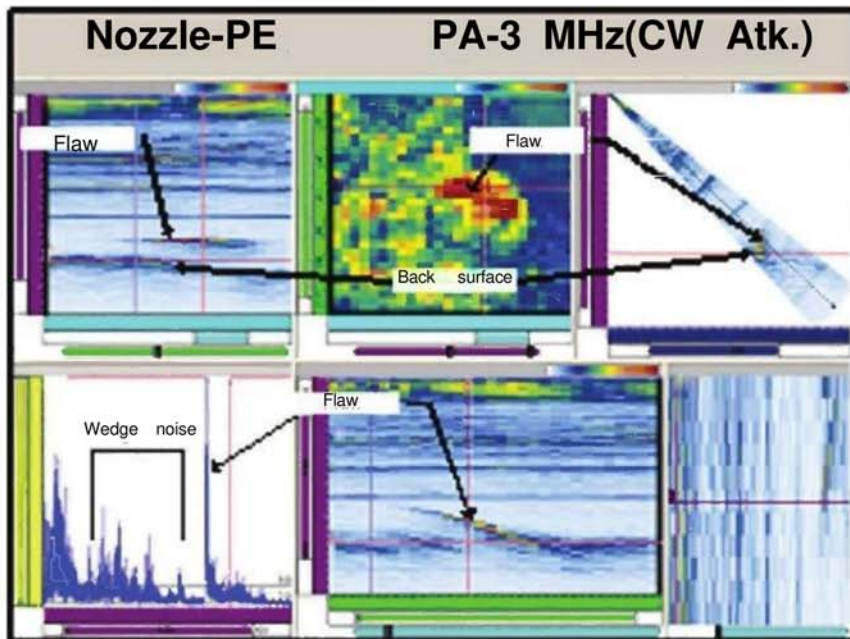 Nozzle-PE PA-3 MHz(CW Atk.)
Flaw
Flaw
Back surface
Wedge noise
Flaw